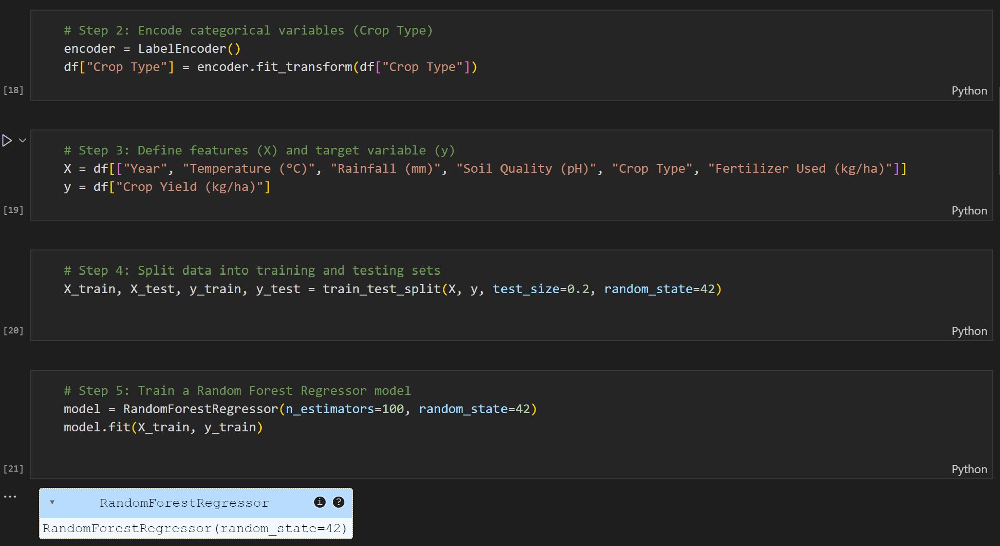 # Step 2: Encode categorical variables (Crop Type)
encoder = LabelEncoder()
df["Crop Type"] = encoder.fit_transform(df["Crop Type"])
[18]
Python
# Step 3: Define features (X) and target variable (y)
X = df[["Year", "Temperature (°C)", "Rainfall (mm)", "Soil Quality (pH)", "Crop Type", "Fertilizer Used (kg/ha)"]]
y = df["Crop Yield (kg/ha)"]
[19]
Python
# Step 4: Split data into training and testing sets
X_train, X_test, y_train, y_test = train_test_split(X, y, test_size=0.2, random_state=42)
[20]
Python
# Step 5: Train a Random Forest Regressor model
model = RandomForestRegressor(n_estimators=100, random_state=42)
model.fit(X_train, y_train)
[21]
Python
...
RandomForestRegressor i ?
RandomForestRegressor(random_state=42)